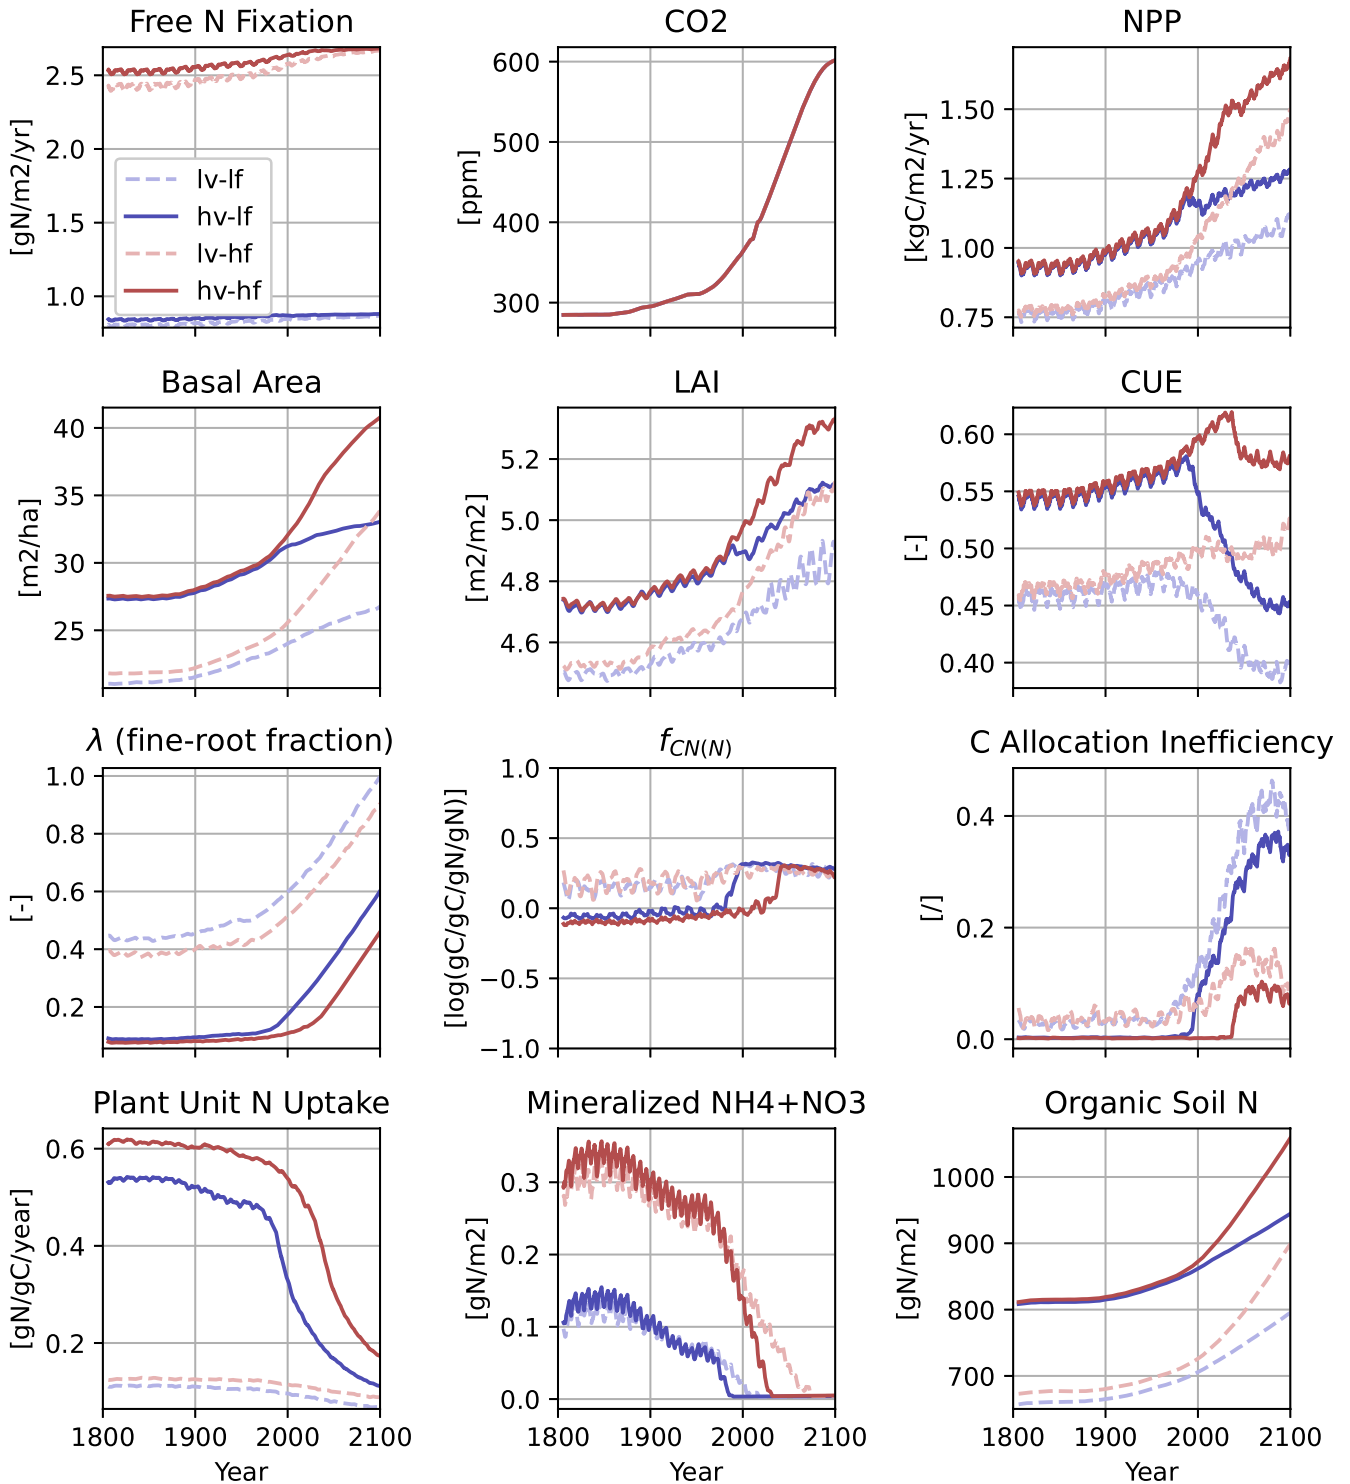 Free N Fixation
CO2
NPP
[gN/m2/yr]
2.5
2.0
1.5
1.0
lv-lf
hv-lf
lv-hf
hv-hf
[ppm]
600
500
400
300
[kgC/m2/yr]
1.50
1.25
1.00
0.75
Basal Area
LAI
CUE
[m2/ha]
40
35
30
25
[m2/m2]
5.2
5.0
4.8
4.6
[-]
0.60
0.55
0.50
0.45
0.40
λ (fine-root fraction)
f_CN(N)
C Allocation Inefficiency
[-]
1.0
0.8
0.6
0.4
0.2
[log(gC/gC/gN/gN)]
1.0
0.5
0.0
−0.5
−1.0
[/]
0.4
0.2
0.0
Plant Unit N Uptake
Mineralized NH4+NO3
Organic Soil N
[gN/gC/year]
0.6
0.4
0.2
[gN/m2]
0.3
0.2
0.1
0.0
[gN/m2]
1000
900
800
700
1800 1900 2000 2100
1800 1900 2000 2100
1800 1900 2000 2100
Year
Year
Year